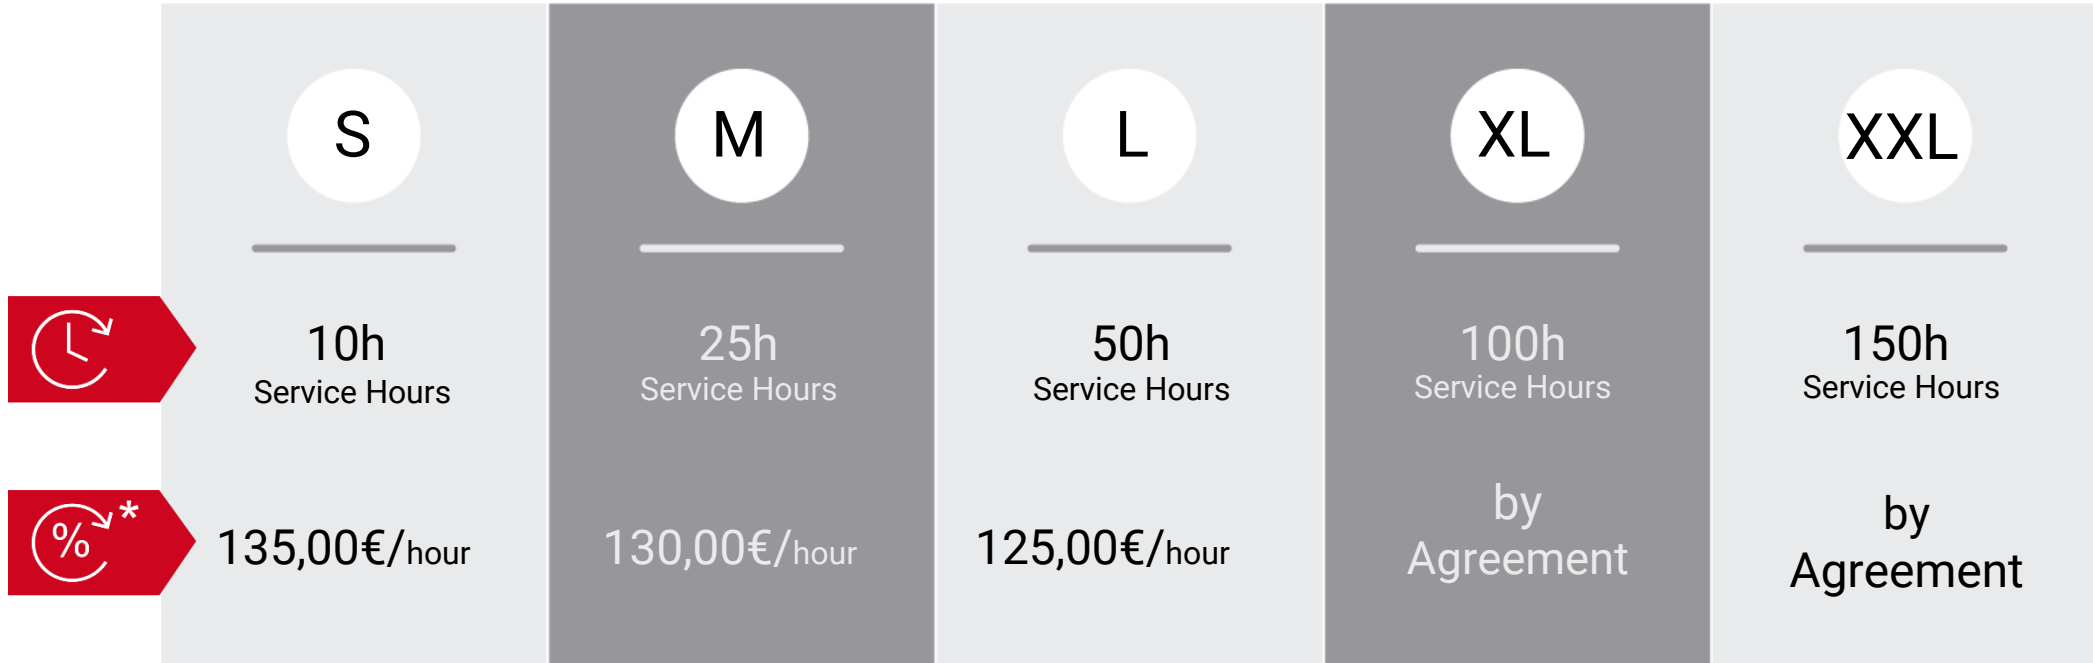 S
M
L
XL
XXL
10h
Service Hours
25h
Service Hours
50h
Service Hours
100h
Service Hours
150h
Service Hours
%*
135,00€/hour
130,00€/hour
125,00€/hour
by
Agreement
by
Agreement